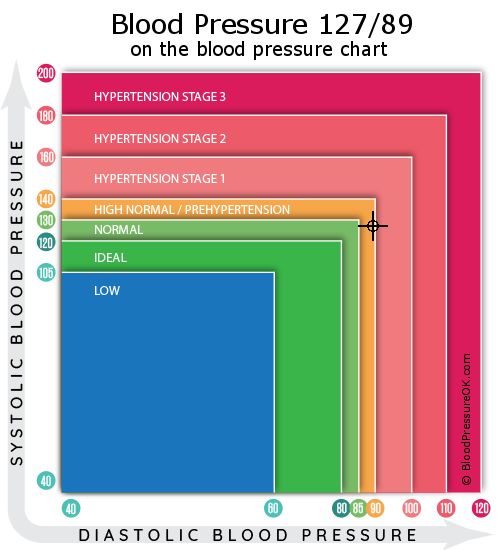 Blood Pressure 127/89
on the blood pressure chart
200
HYPERTENSION STAGE 3
180
HYPERTENSION STAGE 2
160
HYPERTENSION STAGE 1
140
HIGH NORMAL / PREHYPERTENSION
130
NORMAL
120
IDEAL
105
LOW
SYSTOLIC BLOOD PRESSURE
© BloodPressureOK.com
40
40
60
80
85
90
100
110
120
DIASTOLIC BLOOD PRESSURE